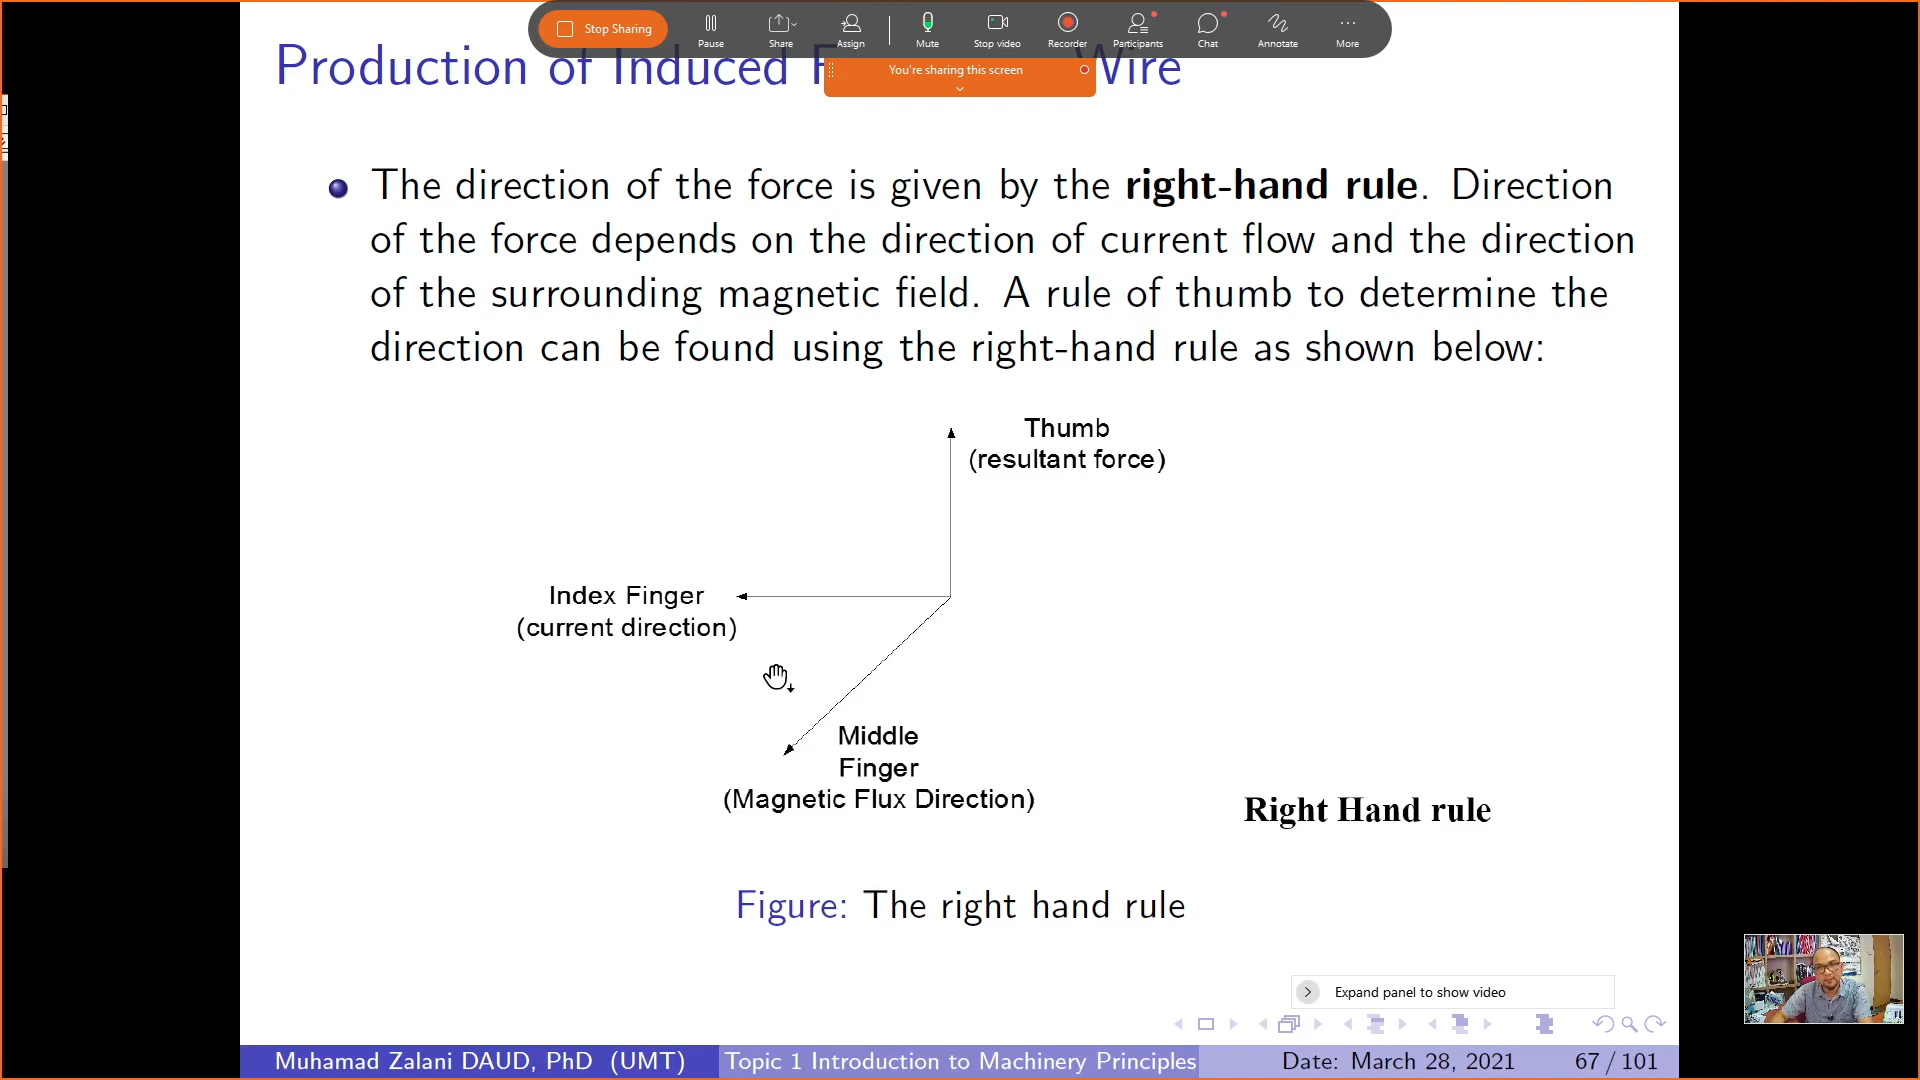 Stop Sharing
Pause
Share
Assign
Mute
Stop video
Recorder
Participants
Chat
Annotate
More
You're sharing this screen
Production of Induced F Wire
The direction of the force is given by the right-hand rule. Direction
of the force depends on the direction of current flow and the direction
of the surrounding magnetic field. A rule of thumb to determine the
direction can be found using the right-hand rule as shown below:
Thumb
(resultant force)
Index Finger
(current direction)
Middle
Finger
(Magnetic Flux Direction)
Right Hand rule
Figure: The right hand rule
Expand panel to show video
Muhamad Zalani DAUD, PhD (UMT) Topic 1 Introduction to Machinery Principles Date: March 28, 2021 67 / 101